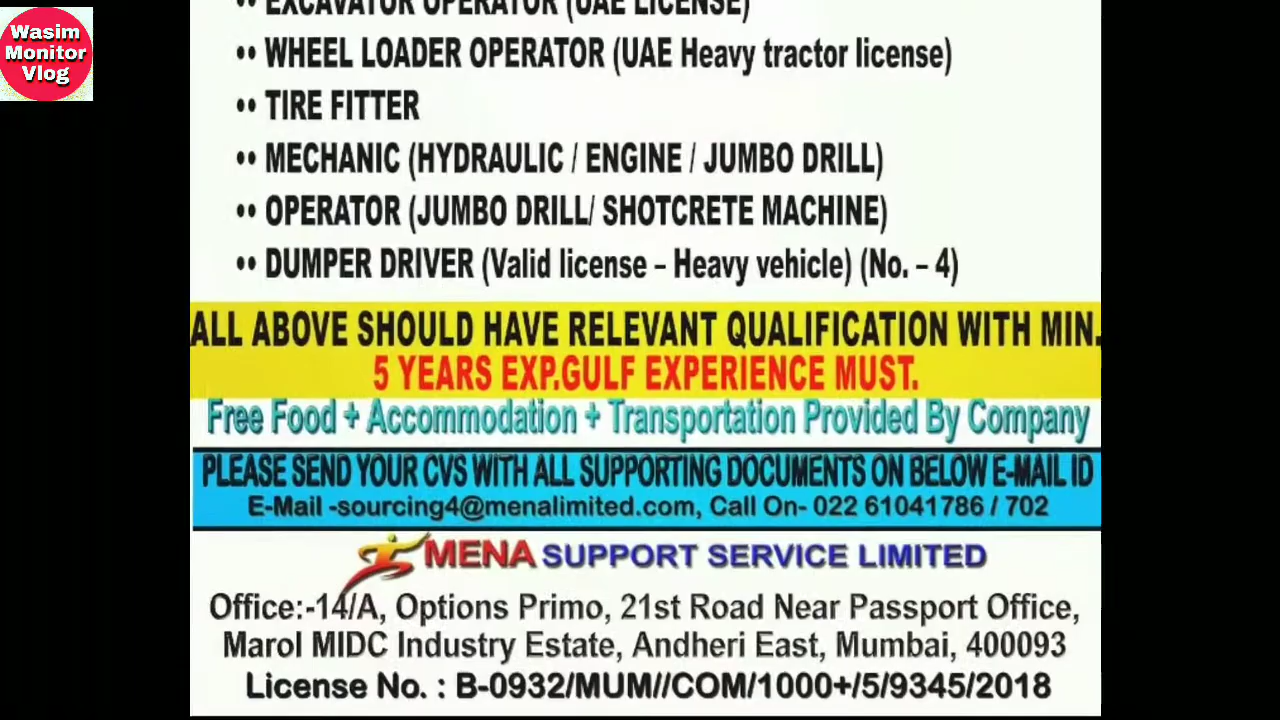 Wasim
Monitor
Vlog
•• EXCAVATOR OPERATOR (UAE LICENSE)
•• WHEEL LOADER OPERATOR (UAE Heavy tractor license)
•• TIRE FITTER
•• MECHANIC (HYDRAULIC / ENGINE / JUMBO DRILL)
•• OPERATOR (JUMBO DRILL/ SHOTCRETE MACHINE)
•• DUMPER DRIVER (Valid license – Heavy vehicle) (No. – 4)
ALL ABOVE SHOULD HAVE RELEVANT QUALIFICATION WITH MIN.
5 YEARS EXP.GULF EXPERIENCE MUST.
Free Food + Accommodation + Transportation Provided By Company
PLEASE SEND YOUR CVS WITH ALL SUPPORTING DOCUMENTS ON BELOW E-MAIL ID
E-Mail -sourcing4@menalimited.com, Call On- 022 61041786 / 702
MENA SUPPORT SERVICE LIMITED
Office:-14/A, Options Primo, 21st Road Near Passport Office,
Marol MIDC Industry Estate, Andheri East, Mumbai, 400093
License No. : B-0932/MUM//COM/1000+/5/9345/2018